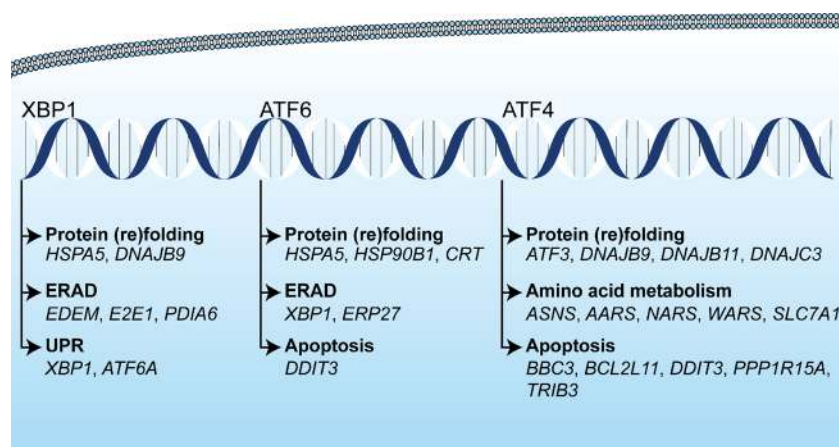 XBP1
ATF6
ATF4
Protein (re)folding
HSPA5, DNAJB9
ERAD
EDEM, E2E1, PDIA6
UPR
XBP1, ATF6A
Protein (re)folding
HSPA5, HSP90B1, CRT
ERAD
XBP1, ERP27
Apoptosis
DDIT3
Protein (re)folding
ATF3, DNAJB9, DNAJB11, DNAJC3
Amino acid metabolism
ASNS, AARS, NARS, WARS, SLC7A1
Apoptosis
BBC3, BCL2L11, DDIT3, PPP1R15A,
TRIB3